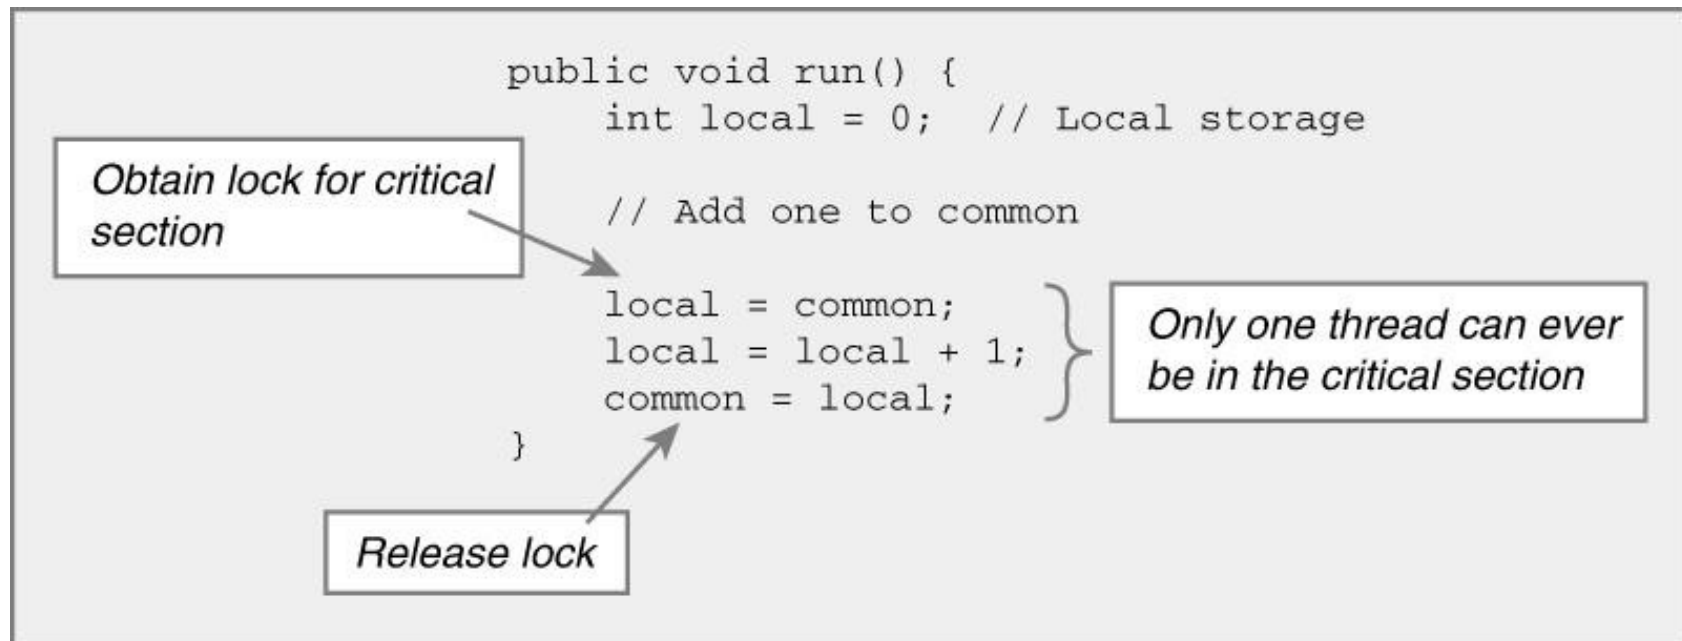 public void run() {
int local = 0;  // Local storage
Obtain lock for critical
section
// Add one to common
local = common;
local = local + 1;
common = local;
Only one thread can ever
be in the critical section
}
Release lock